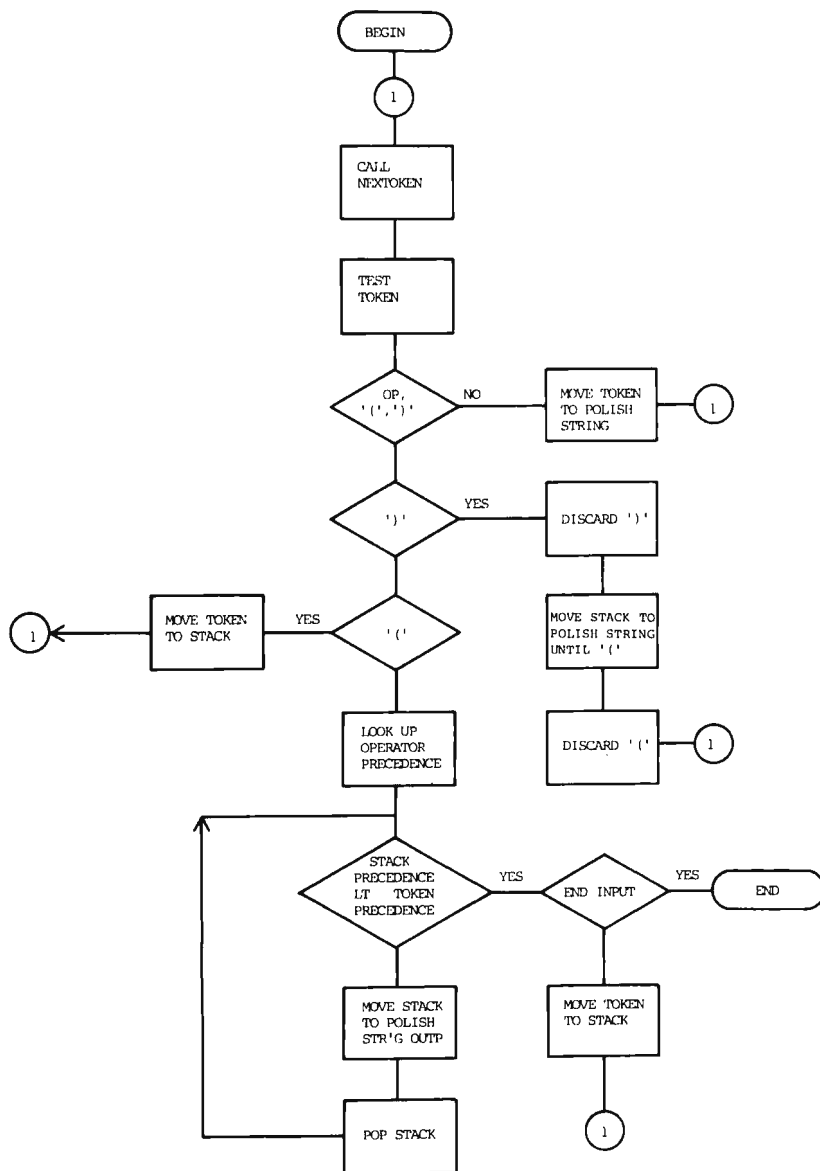 BEGIN
1
CALL
NEXTOKEN
TEST
TOKEN
OP,
'(',')'
NO
MOVE TOKEN
TO POLISH
STRING
1
')'
YES
DISCARD ')'
MOVE STACK TO
POLISH STRING
UNTIL '('
DISCARD '('
1
'('
YES
MOVE TOKEN
TO STACK
1
LOOK UP
OPERATOR
PRECEDENCE
STACK
PRECEDENCE
LT TOKEN
PRECEDENCE
YES
END INPUT
YES
END
MOVE TOKEN
TO STACK
1
MOVE STACK
TO POLISH
STR'G OUTP
POP STACK